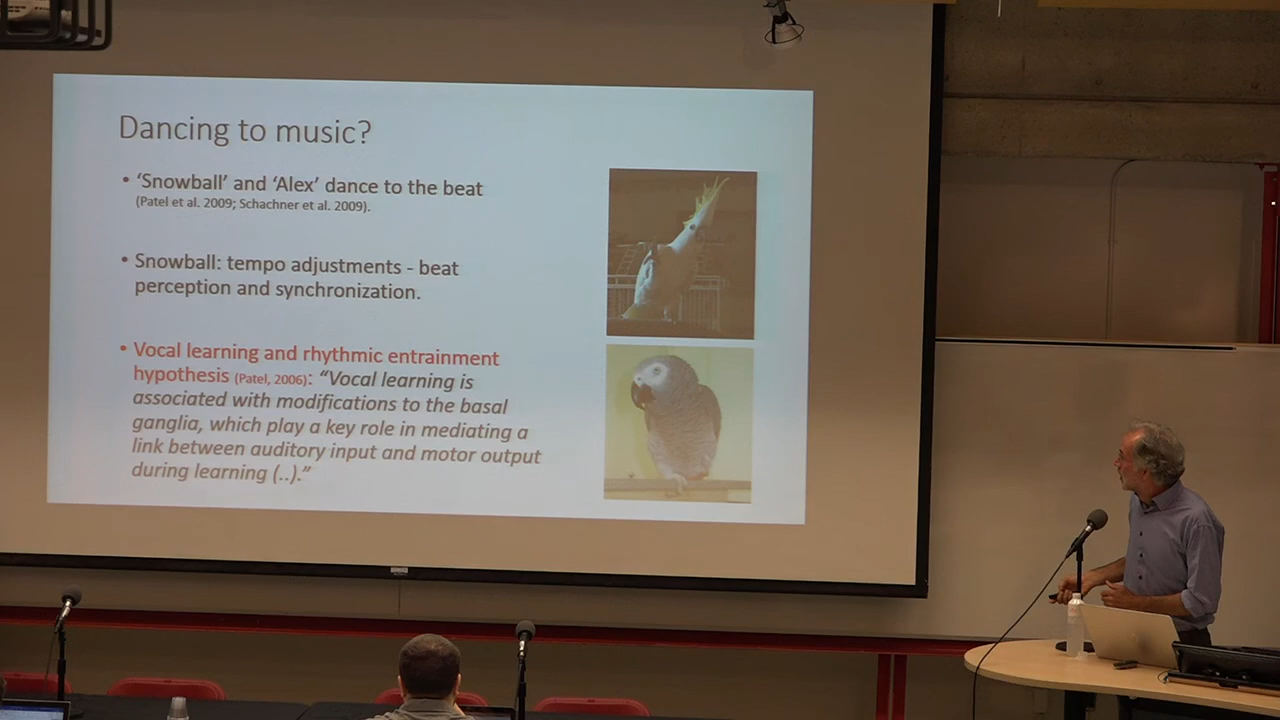 Dancing to music?
• ‘Snowball’ and ‘Alex’ dance to the beat
(Patel et al. 2009; Schachner et al. 2009).
• Snowball: tempo adjustments - beat
perception and synchronization.
• Vocal learning and rhythmic entrainment
hypothesis (Patel, 2006): “Vocal learning is
associated with modifications to the basal
ganglia, which play a key role in mediating a
link between auditory input and motor output
during learning (..).”